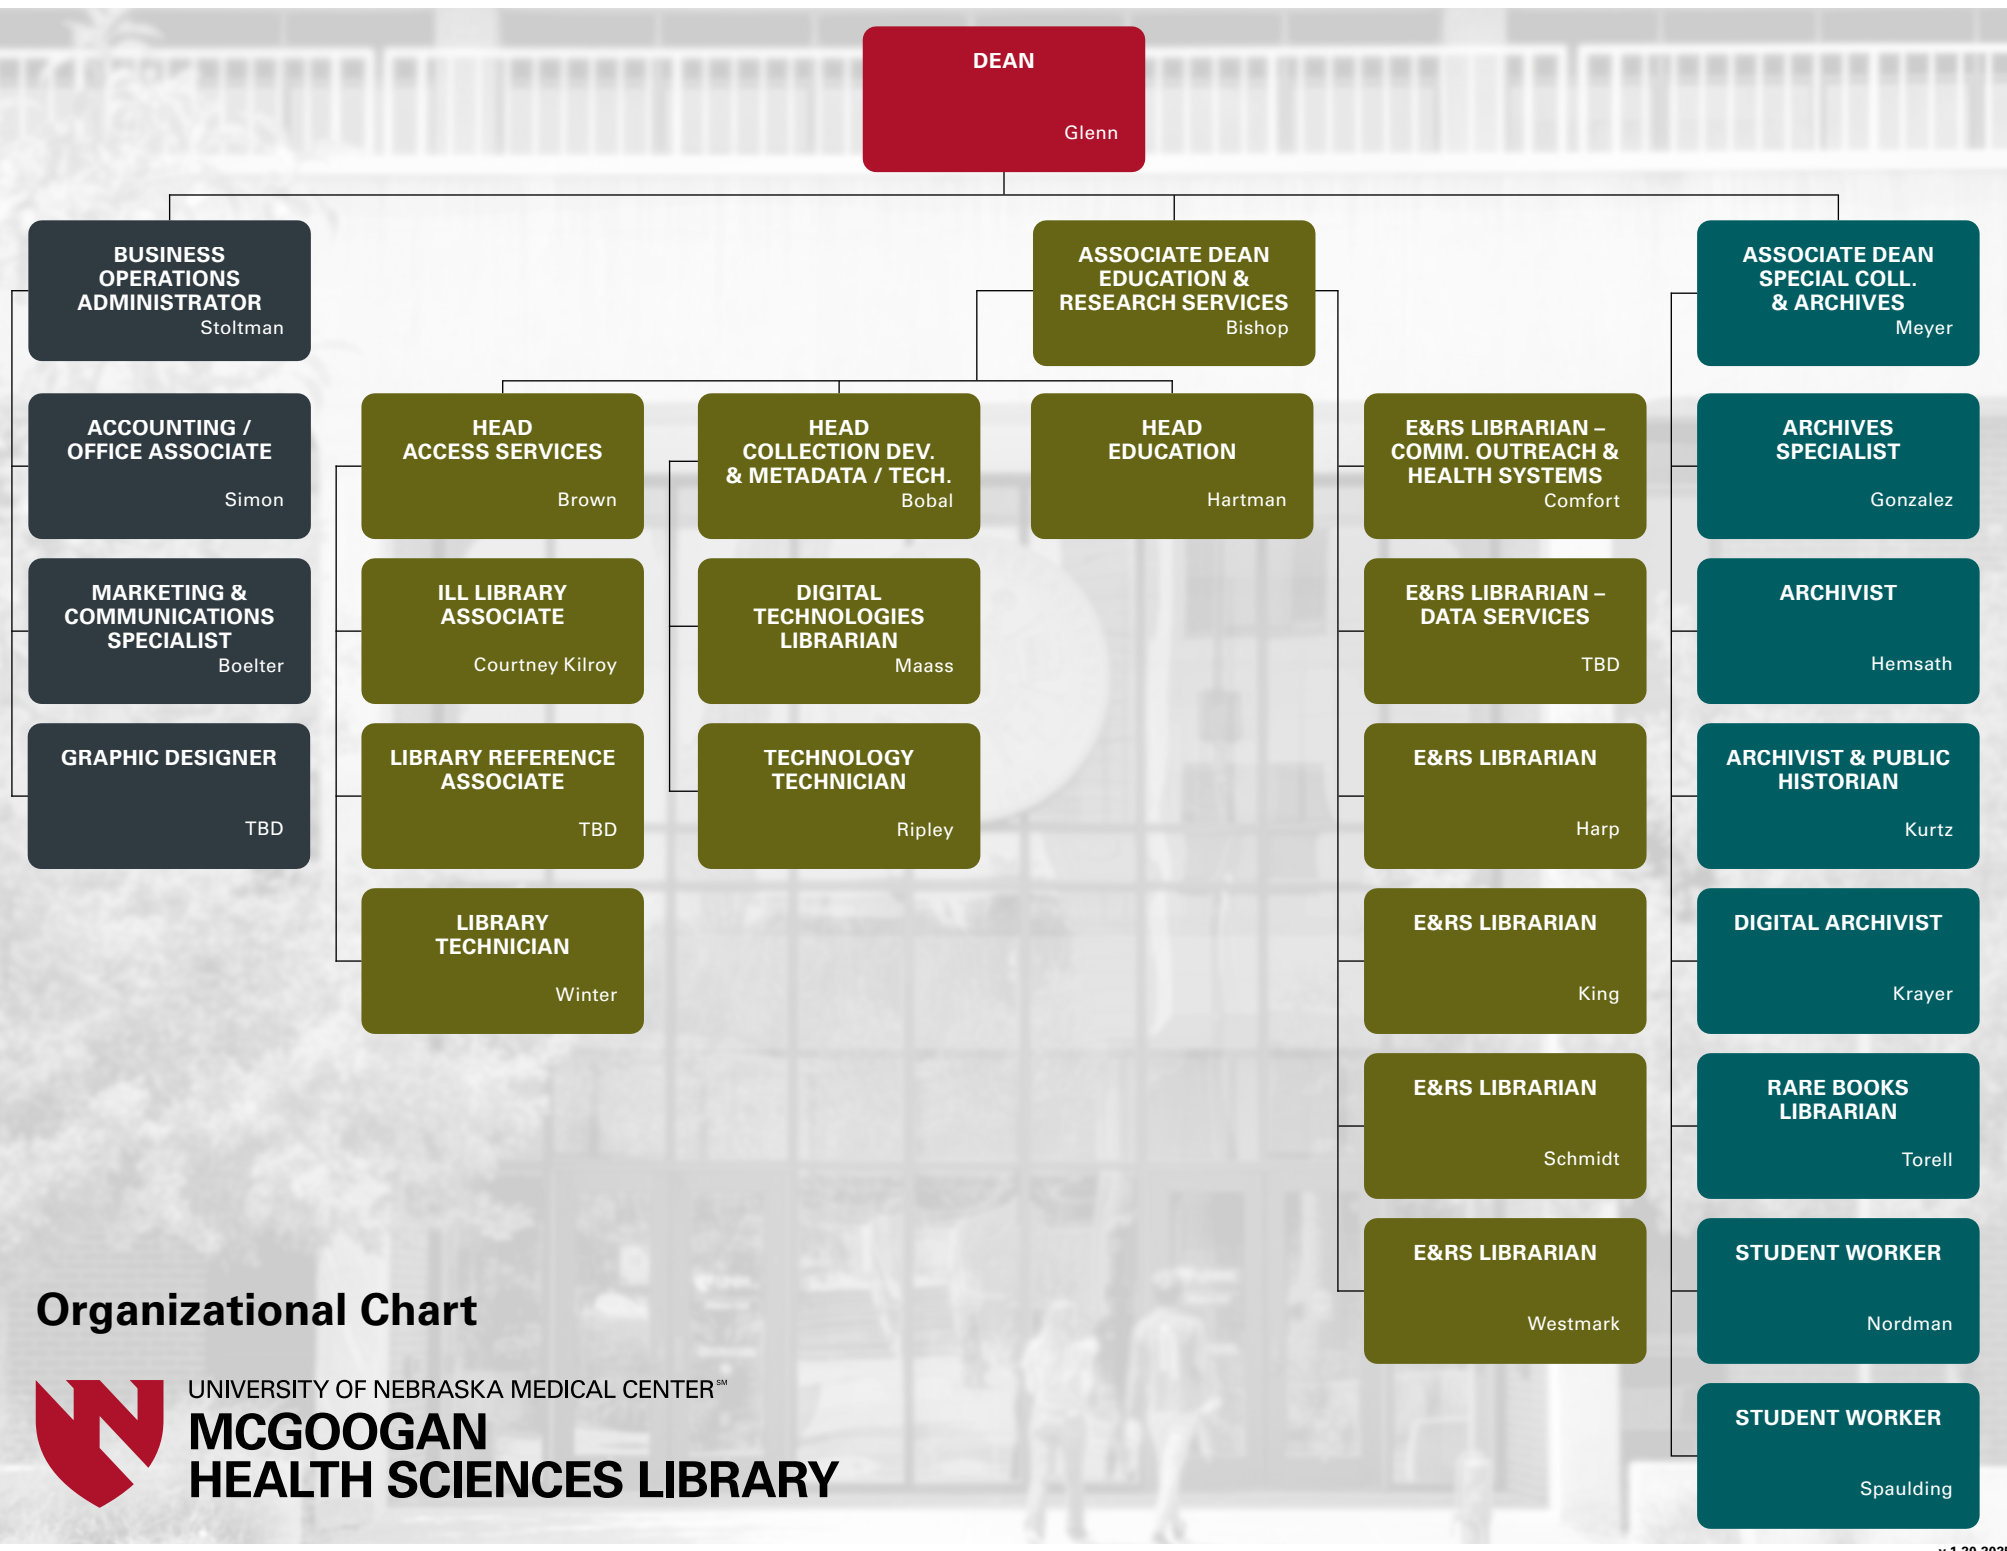 DEAN
Glenn
BUSINESS
OPERATIONS
ADMINISTRATOR
Stoltman
ASSOCIATE DEAN
EDUCATION &
RESEARCH SERVICES
Bishop
ASSOCIATE DEAN
SPECIAL COLL.
& ARCHIVES
Meyer
ACCOUNTING /
OFFICE ASSOCIATE
Simon
HEAD
ACCESS SERVICES
Brown
HEAD
COLLECTION DEV.
& METADATA / TECH.
Bobal
HEAD
EDUCATION
Hartman
E&RS LIBRARIAN –
COMM. OUTREACH &
HEALTH SYSTEMS
Comfort
ARCHIVES
SPECIALIST
Gonzalez
MARKETING &
COMMUNICATIONS
SPECIALIST
Boelter
ILL LIBRARY
ASSOCIATE
Courtney Kilroy
DIGITAL
TECHNOLOGIES
LIBRARIAN
Maass
E&RS LIBRARIAN –
DATA SERVICES
TBD
ARCHIVIST
Hemsath
GRAPHIC DESIGNER
TBD
LIBRARY REFERENCE
ASSOCIATE
TBD
TECHNOLOGY
TECHNICIAN
Ripley
E&RS LIBRARIAN
Harp
ARCHIVIST & PUBLIC
HISTORIAN
Kurtz
LIBRARY
TECHNICIAN
Winter
E&RS LIBRARIAN
King
DIGITAL ARCHIVIST
Krayer
E&RS LIBRARIAN
Schmidt
RARE BOOKS
LIBRARIAN
Torell
E&RS LIBRARIAN
Westmark
STUDENT WORKER
Nordman
STUDENT WORKER
Spaulding
Organizational Chart
UNIVERSITY OF NEBRASKA MEDICAL CENTER℠
MCGOOGAN
HEALTH SCIENCES LIBRARY